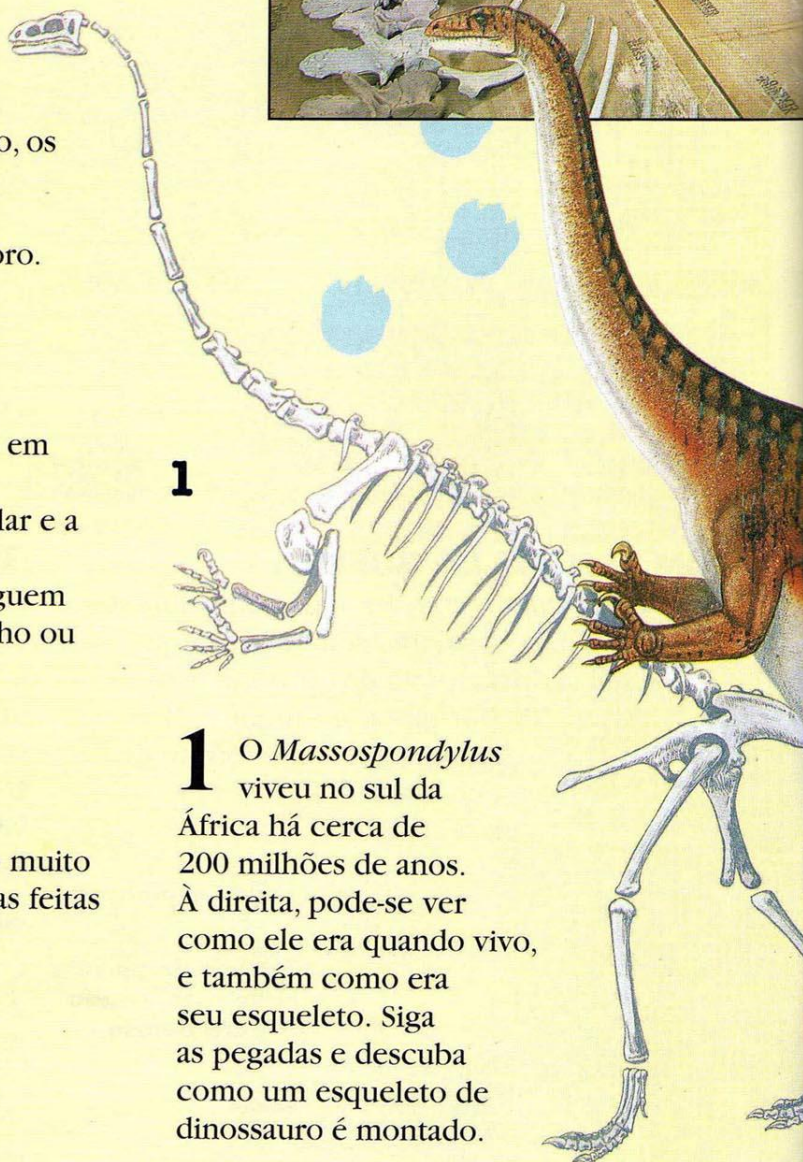 o, os
oro.
em
lar e a
guem
ho ou
muito
as feitas
1
1 O Massospondylus
viveu no sul da
África há cerca de
200 milhões de anos.
À direita, pode-se ver
como ele era quando vivo,
e também como era
seu esqueleto. Siga
as pegadas e descuba
como um esqueleto de
dinossauro é montado.